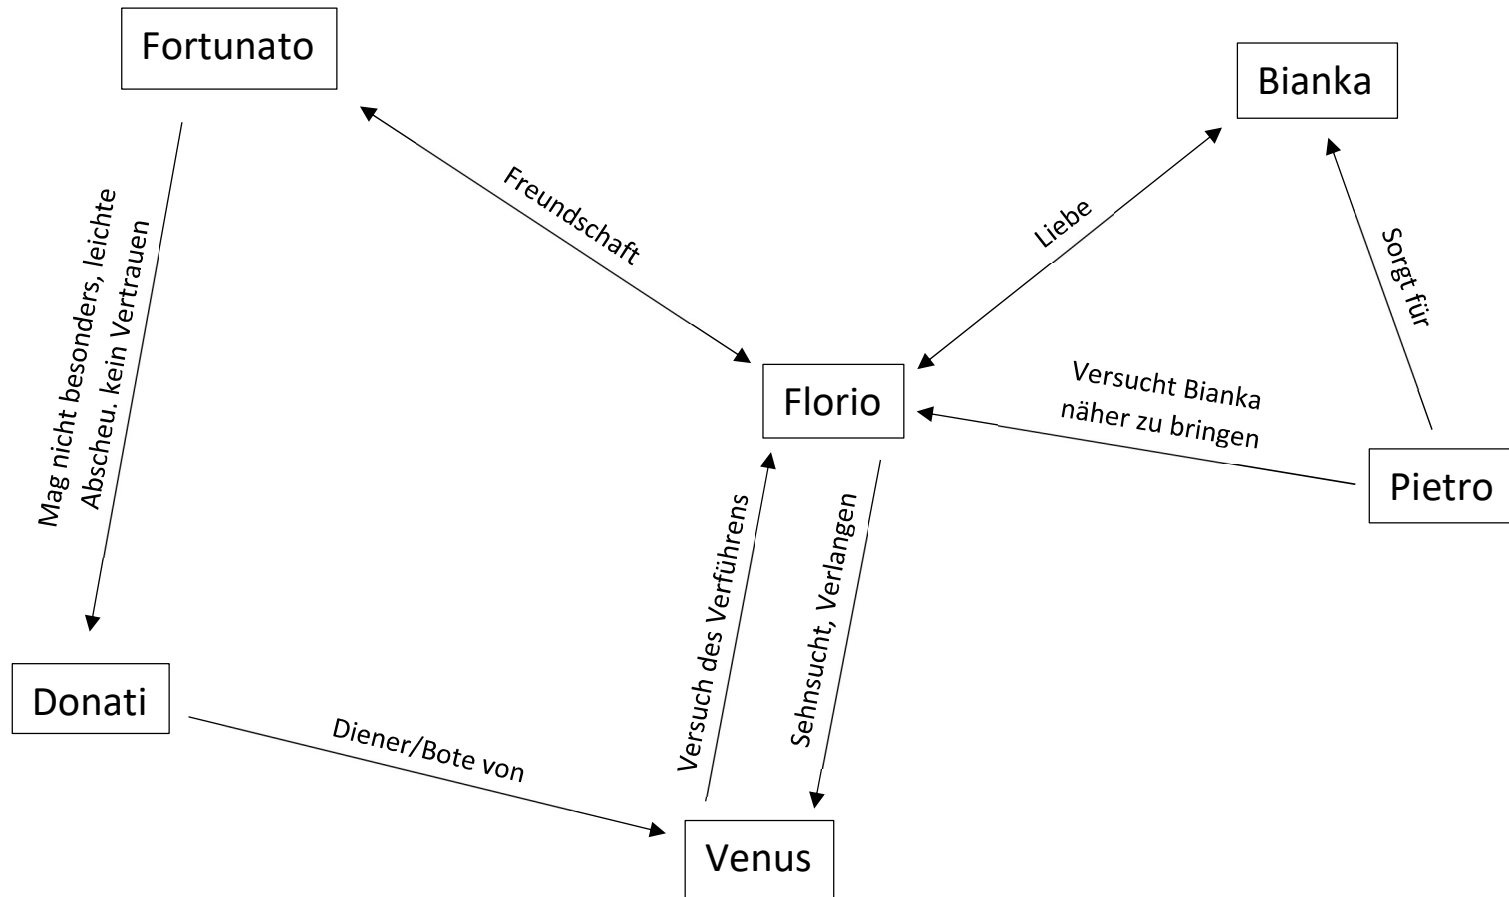 Fortunato
Bianka
Freundschaft
Liebe
Sorgt für
Mag nicht besonders, leichte
Abscheu. kein Vertrauen
Florio
Versucht Bianka
näher zu bringen
Pietro
Versuch des Verführens
Sehnsucht, Verlangen
Donati
Diener/Bote von
Venus